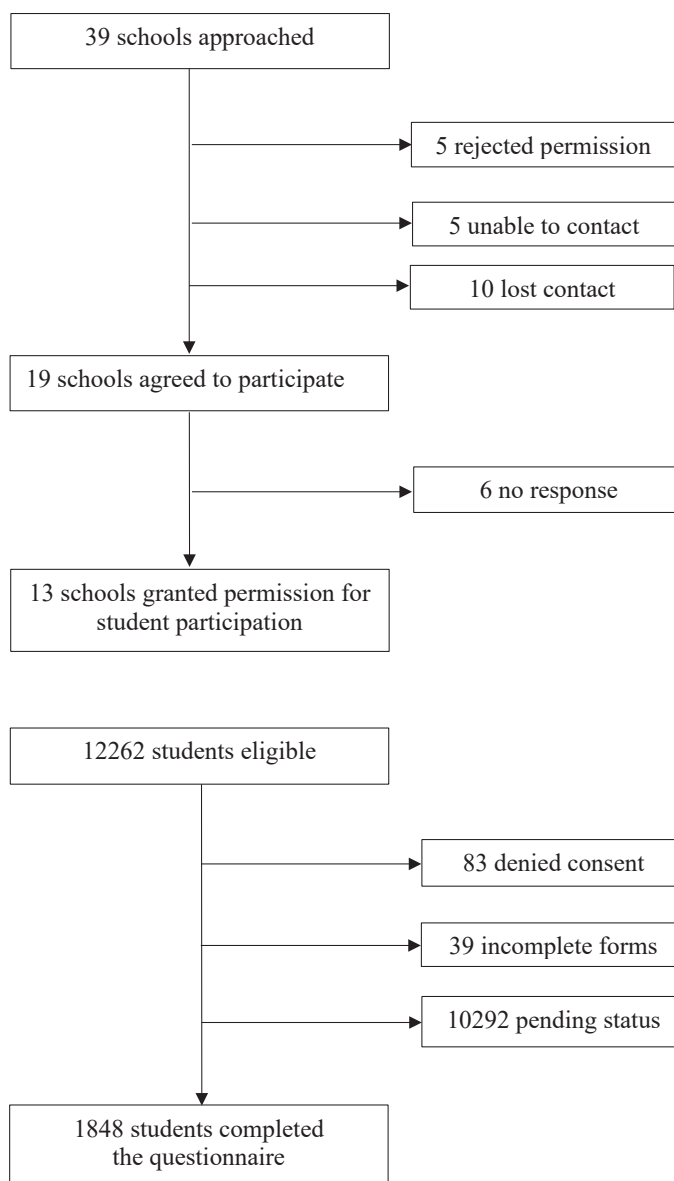 39 schools approached
5 rejected permission
5 unable to contact
10 lost contact
19 schools agreed to participate
6 no response
13 schools granted permission for
student participation
12262 students eligible
83 denied consent
39 incomplete forms
10292 pending status
1848 students completed
the questionnaire